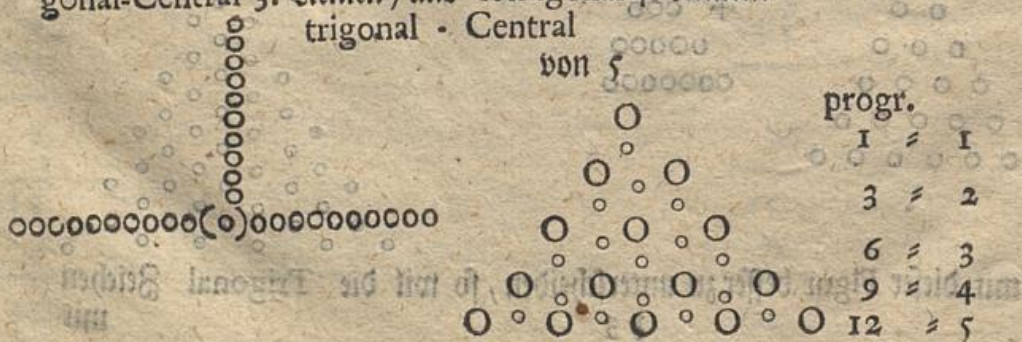 trigonal - Central
von 5
progr.
1 = 1
3 = 2
6 = 3
9 = 4
12 = 5